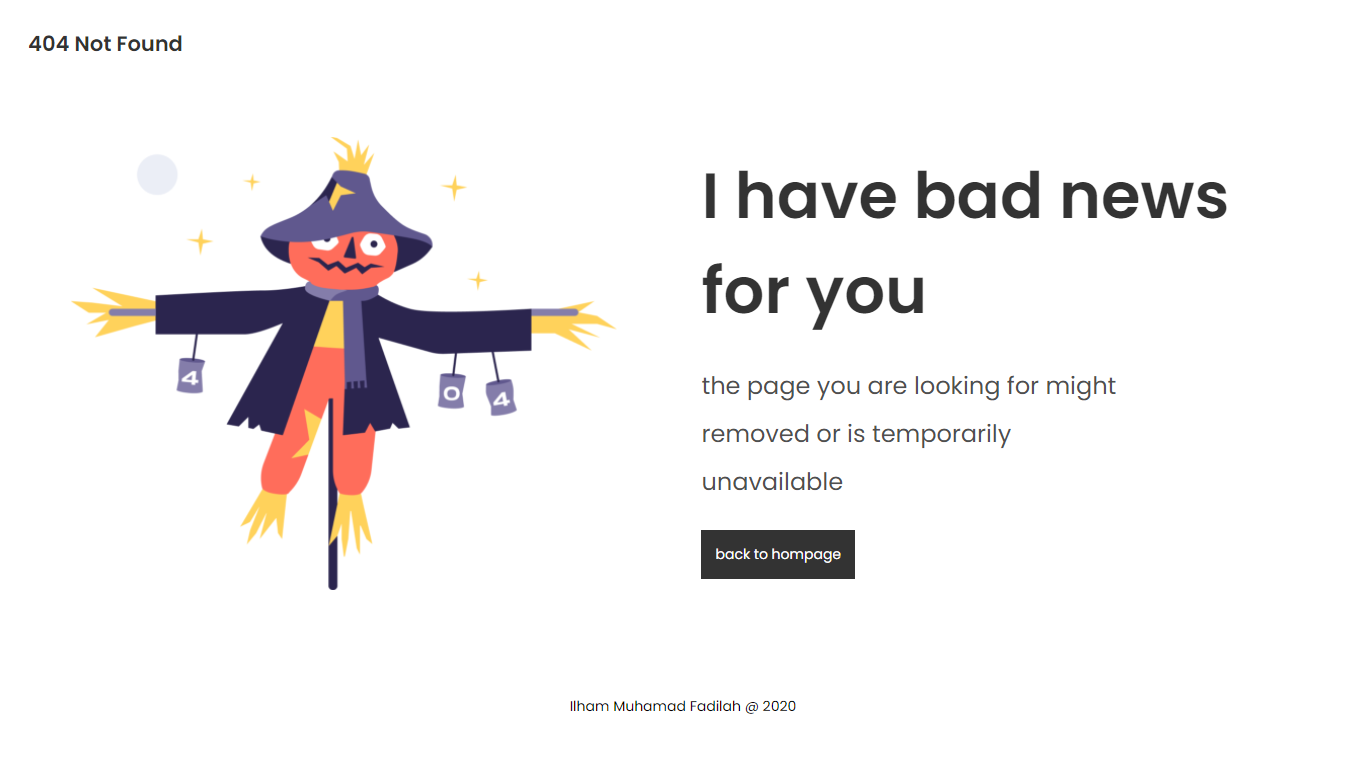 404 Not Found
I have bad news
for you
4
0
4
the page you are looking for might
removed or is temporarily
unavailable
back to hompage
Ilham Muhamad Fadilah @ 2020